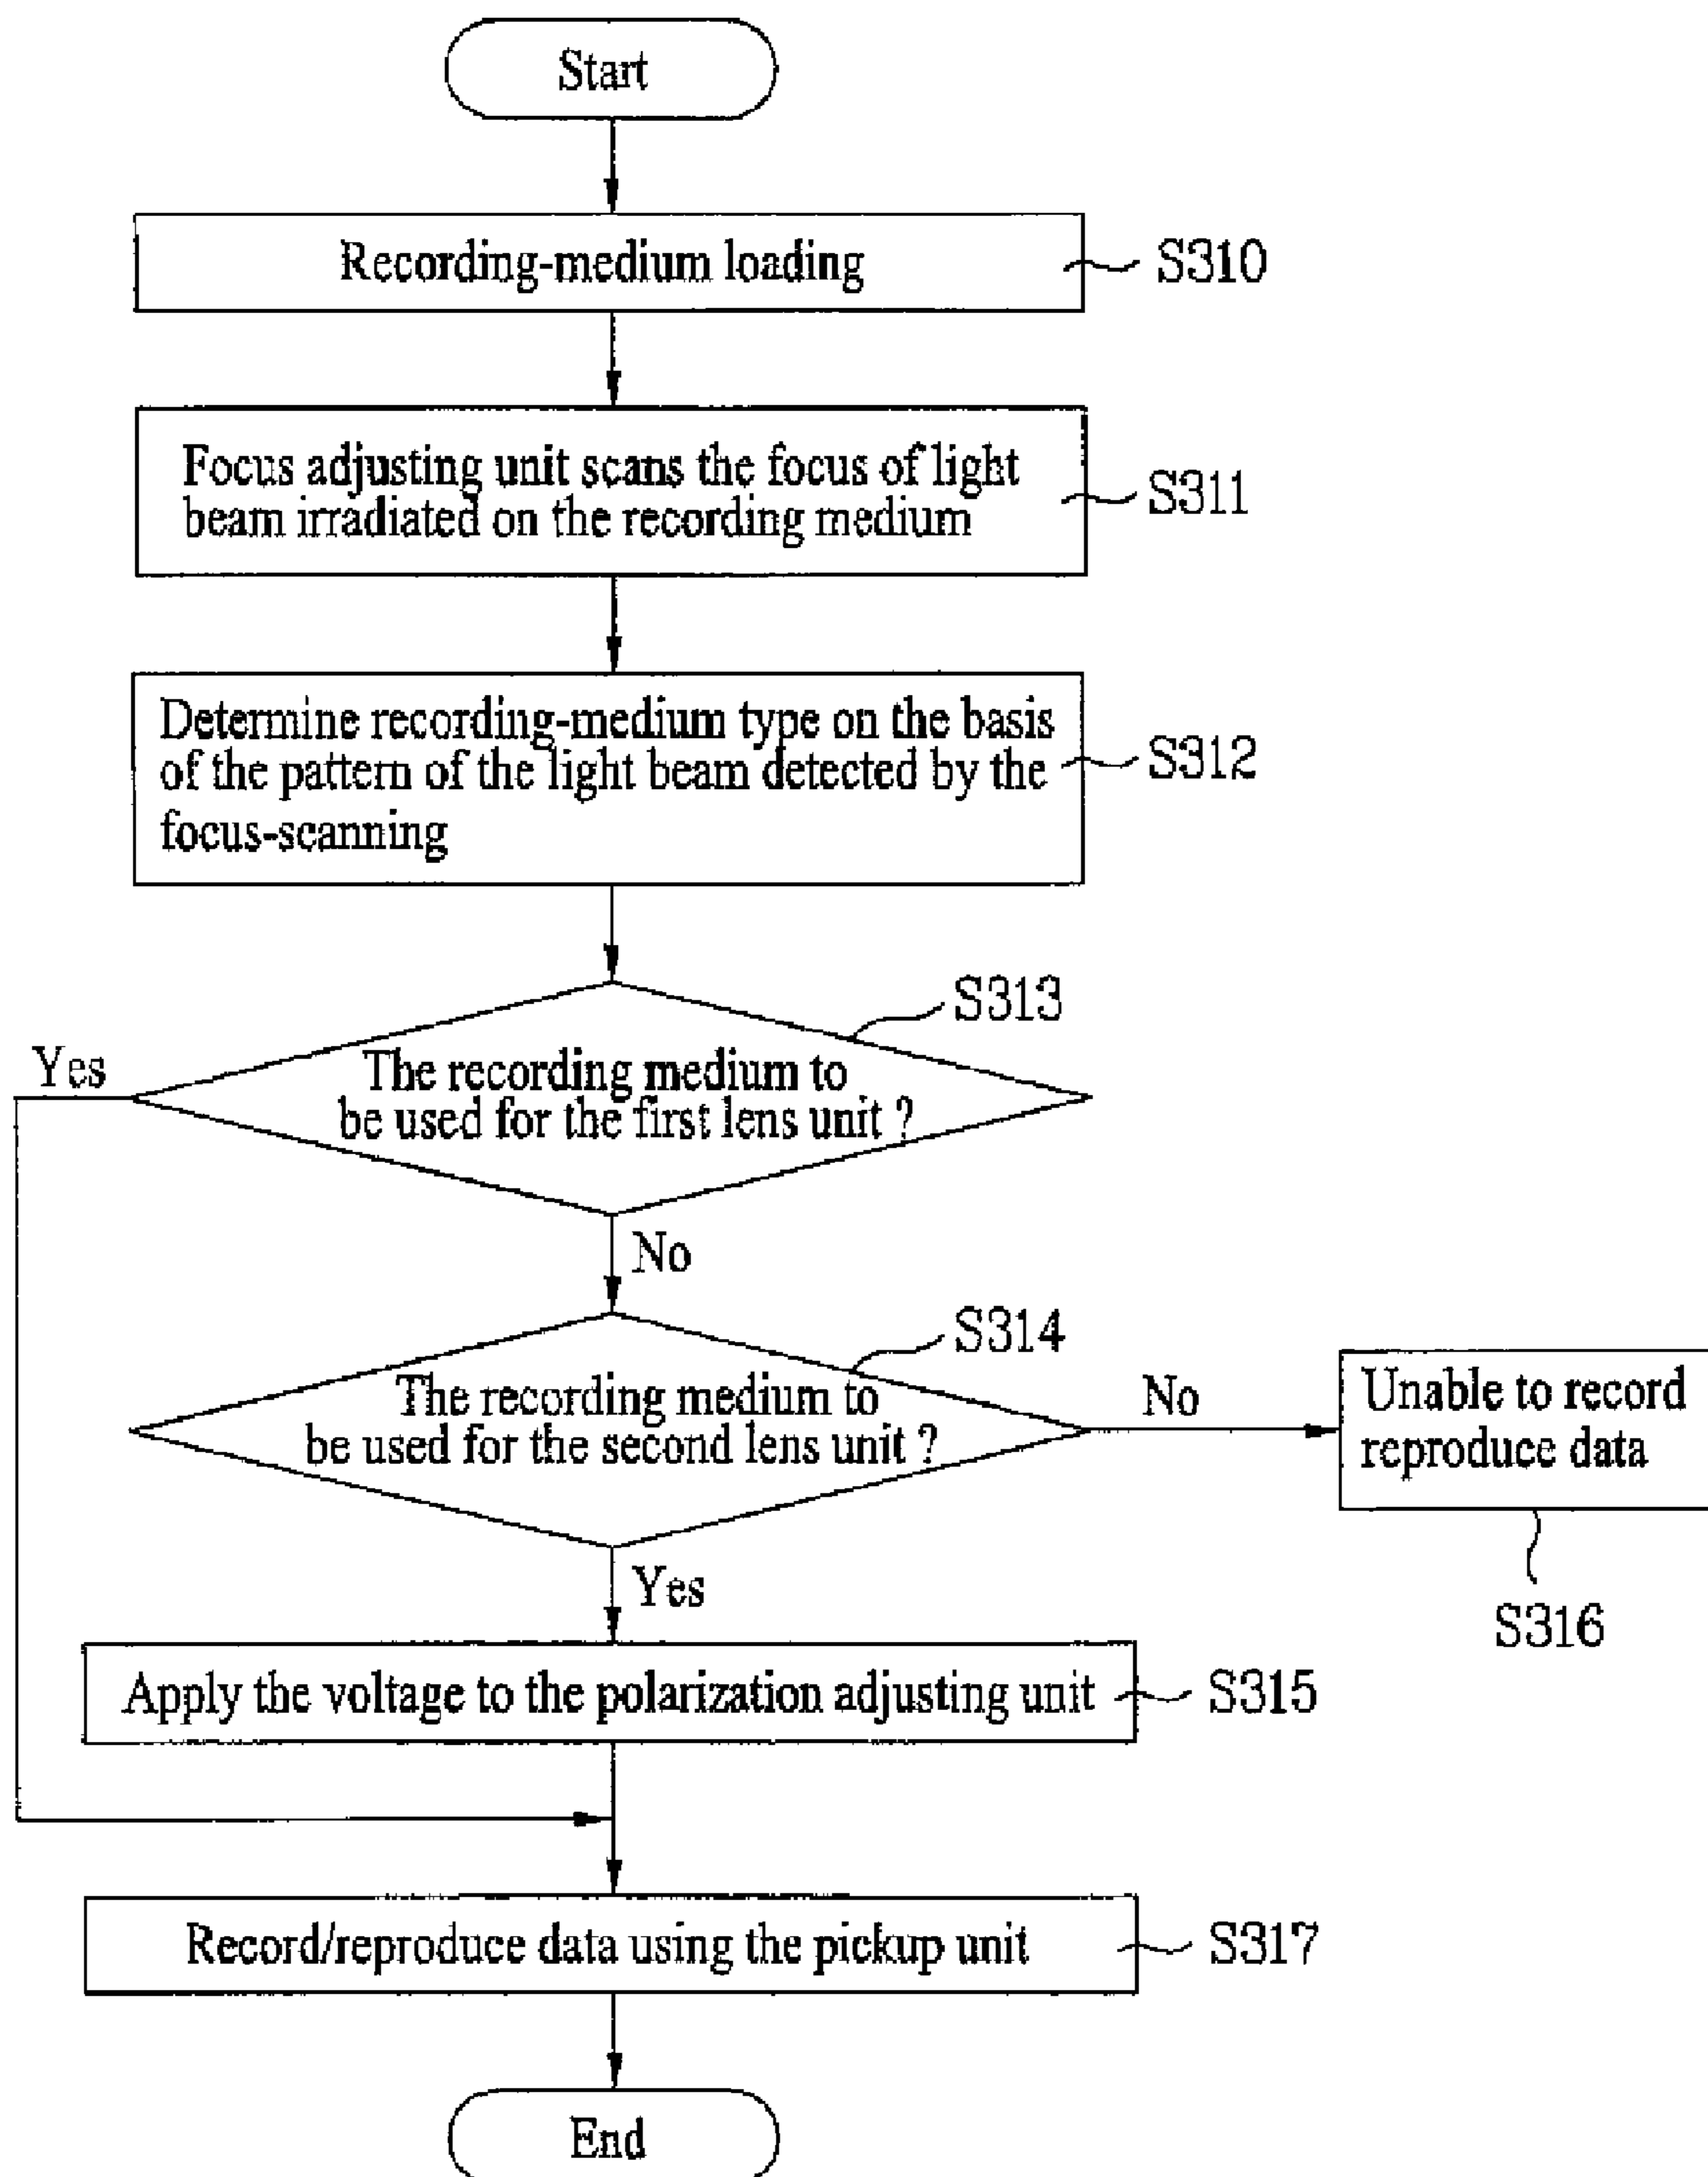 Start
Recording-medium loading
S310
Focus adjusting unit scans the focus of light
beam irradiated on the recording medium
S311
Determine recording-medium type on the basis
of the pattern of the light beam detected by the
focus-scanning
S312
S313
Yes
The recording medium to
be used for the first lens unit ?
No
S314
The recording medium to
be used for the second lens unit ?
No
Unable to record
reproduce data
S316
Yes
Apply the voltage to the polarization adjusting unit
S315
Record/reproduce data using the pickup unit
S317
End